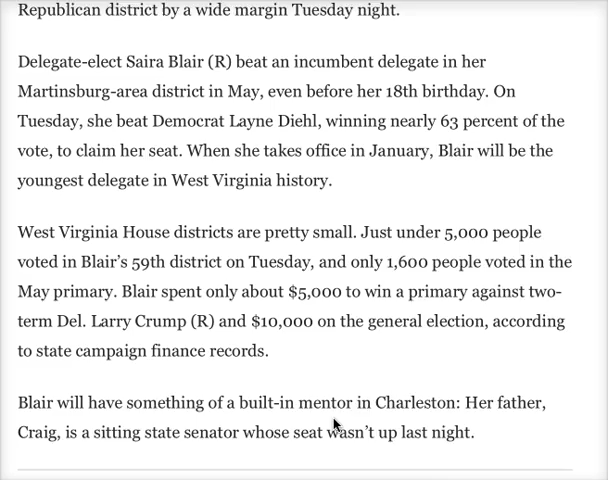 Republican district by a wide margin Tuesday night.
Delegate-elect Saira Blair (R) beat an incumbent delegate in her
Martinsburg-area district in May, even before her 18th birthday. On
Tuesday, she beat Democrat Layne Diehl, winning nearly 63 percent of the
vote, to claim her seat. When she takes office in January, Blair will be the
youngest delegate in West Virginia history.
West Virginia House districts are pretty small. Just under 5,000 people
voted in Blair’s 59th district on Tuesday, and only 1,600 people voted in the
May primary. Blair spent only about $5,000 to win a primary against two-
term Del. Larry Crump (R) and $10,000 on the general election, according
to state campaign finance records.
Blair will have something of a built-in mentor in Charleston: Her father,
Craig, is a sitting state senator whose seat wasn’t up last night.